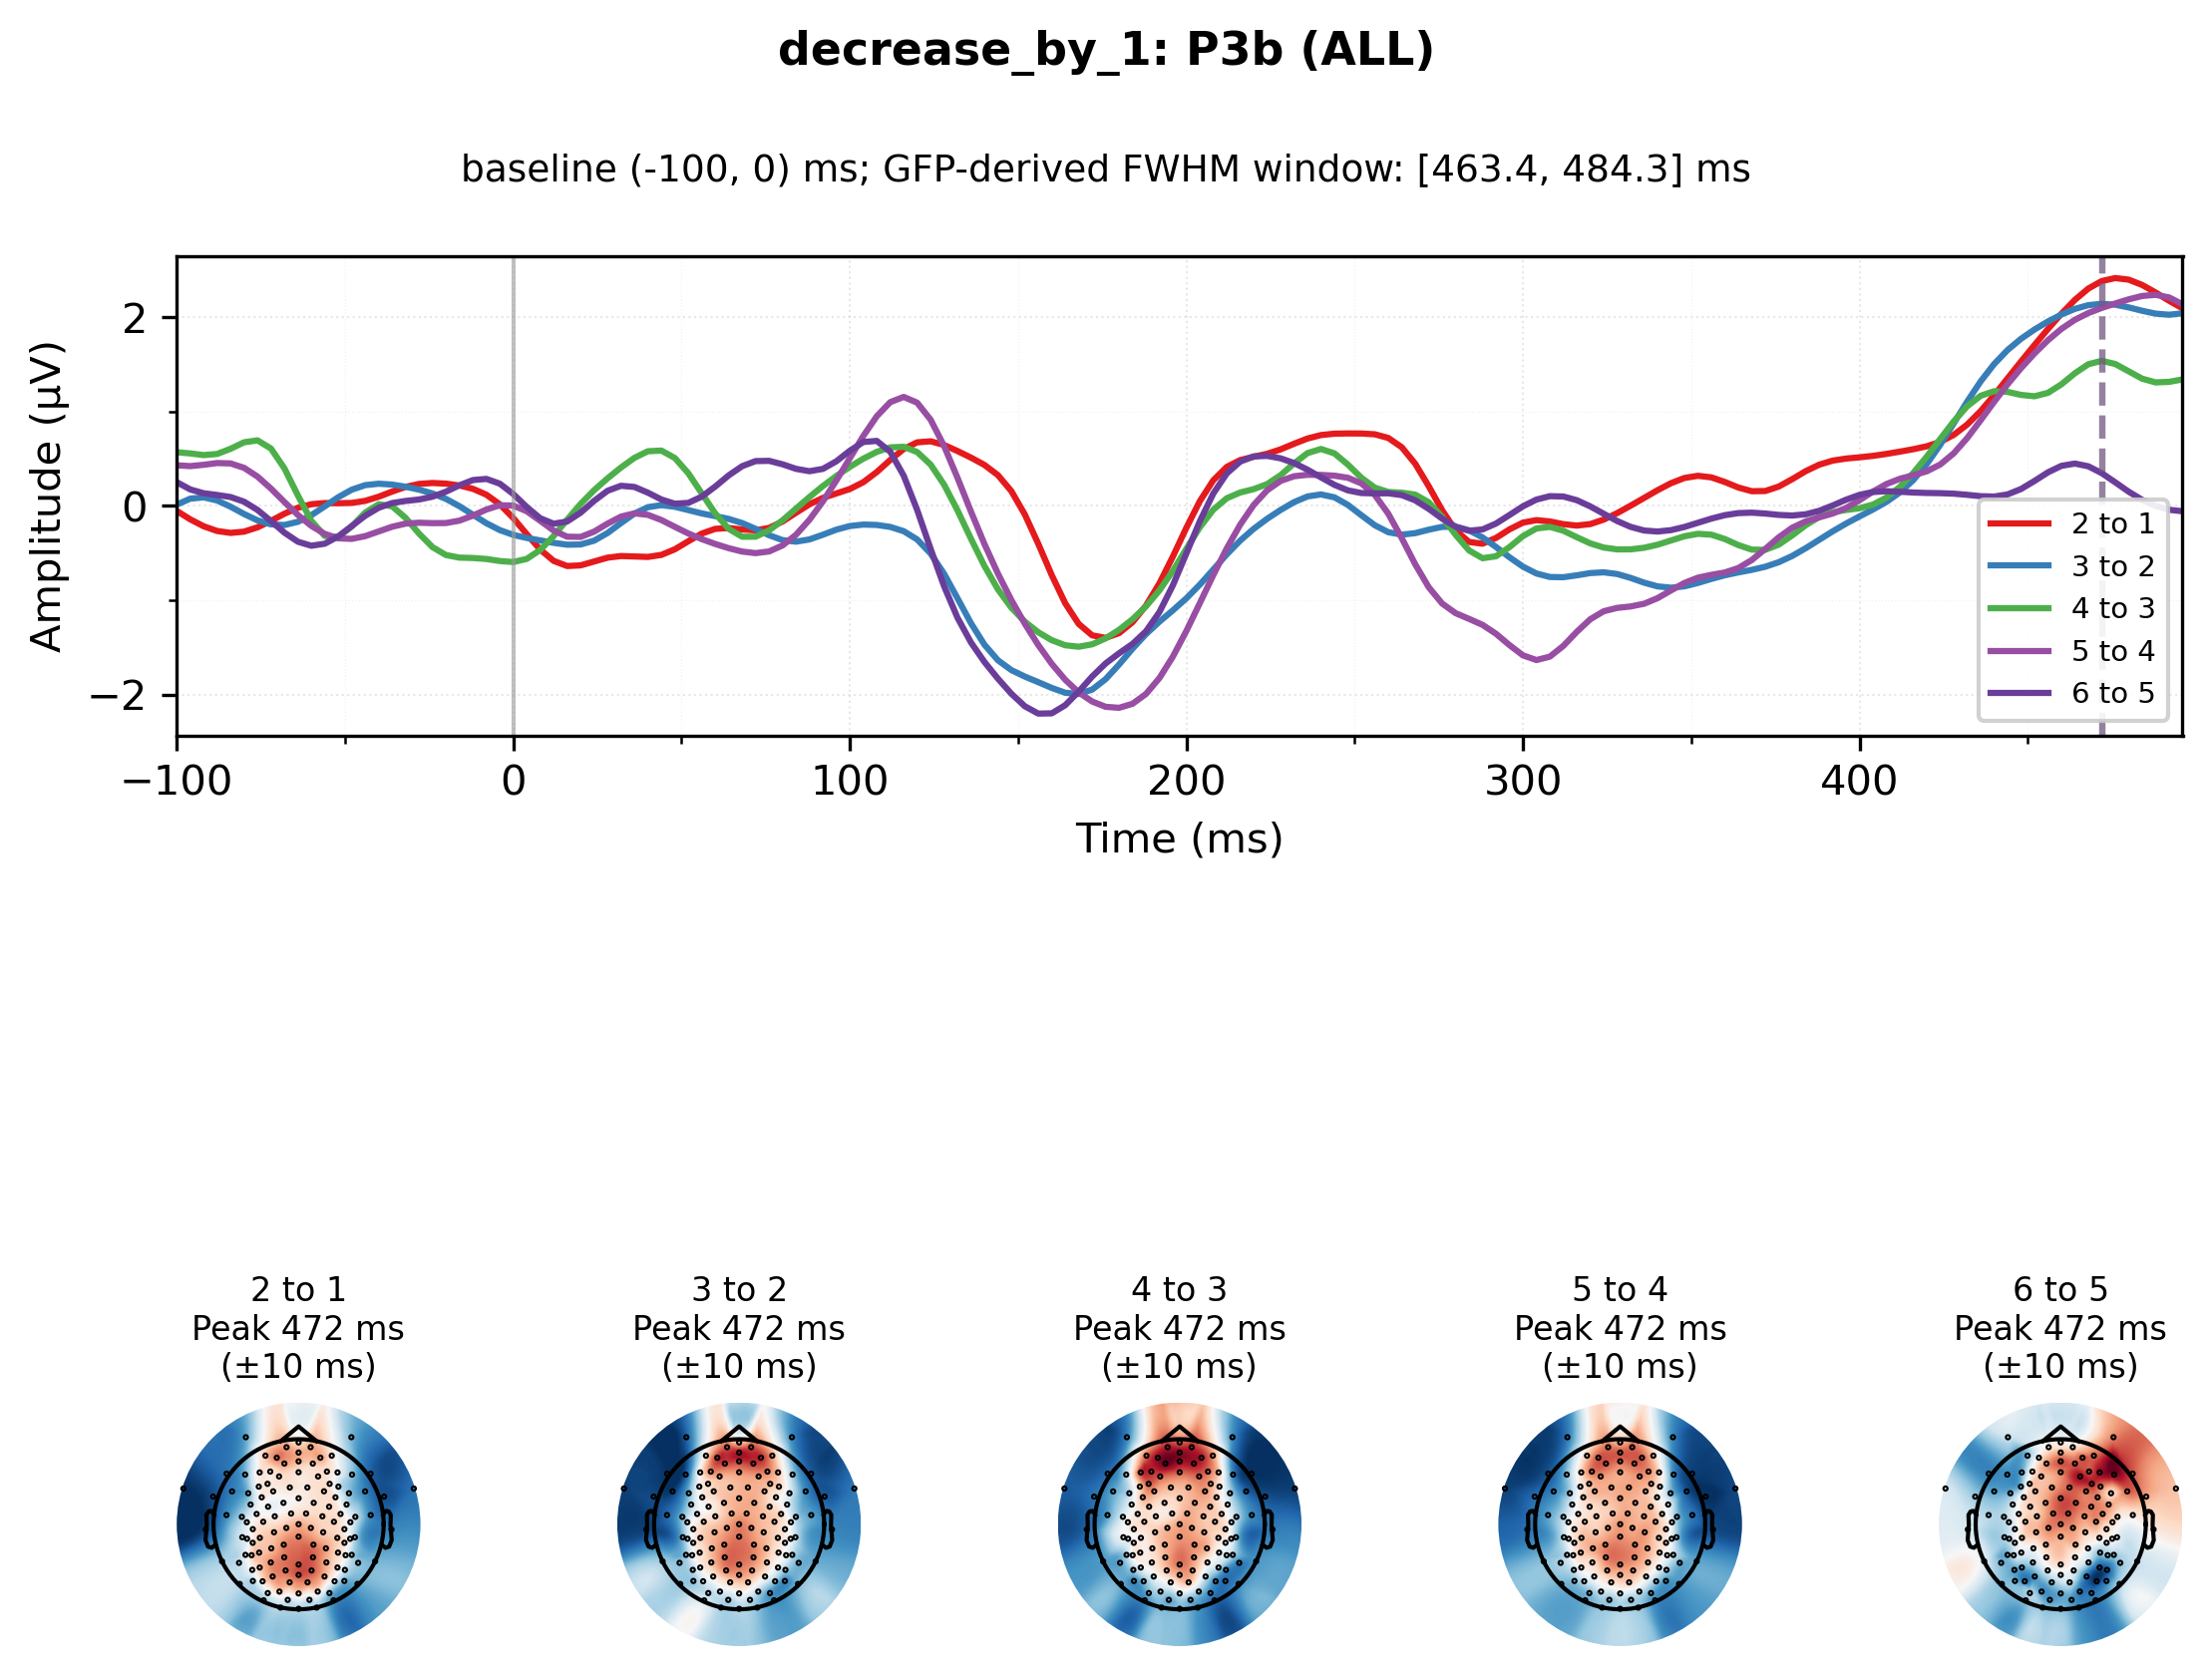 decrease_by_1: P3b (ALL)
baseline (-100, 0) ms; GFP-derived FWHM window: [463.4, 484.3] ms
Amplitude (µV)
2
0
−2
−100
0
100
200
300
400
Time (ms)
2 to 1
3 to 2
4 to 3
5 to 4
6 to 5
2 to 1
Peak 472 ms
(±10 ms)
3 to 2
Peak 472 ms
(±10 ms)
4 to 3
Peak 472 ms
(±10 ms)
5 to 4
Peak 472 ms
(±10 ms)
6 to 5
Peak 472 ms
(±10 ms)